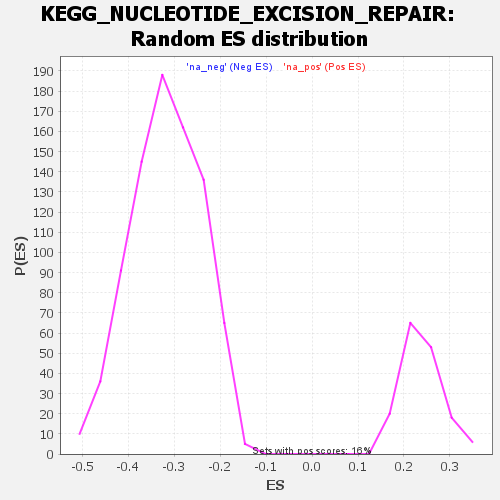 KEGG_NUCLEOTIDE_EXCISION_REPAIR:
Random ES distribution
'na_neg' (Neg ES) 'na_pos' (Pos ES)
P(ES)
190
180
170
160
150
140
130
120
110
100
90
80
70
60
50
40
30
20
10
0
Sets with pos scores: 16%
-0.5 -0.4 -0.3 -0.2 -0.1 0.0 0.1 0.2 0.3
ES